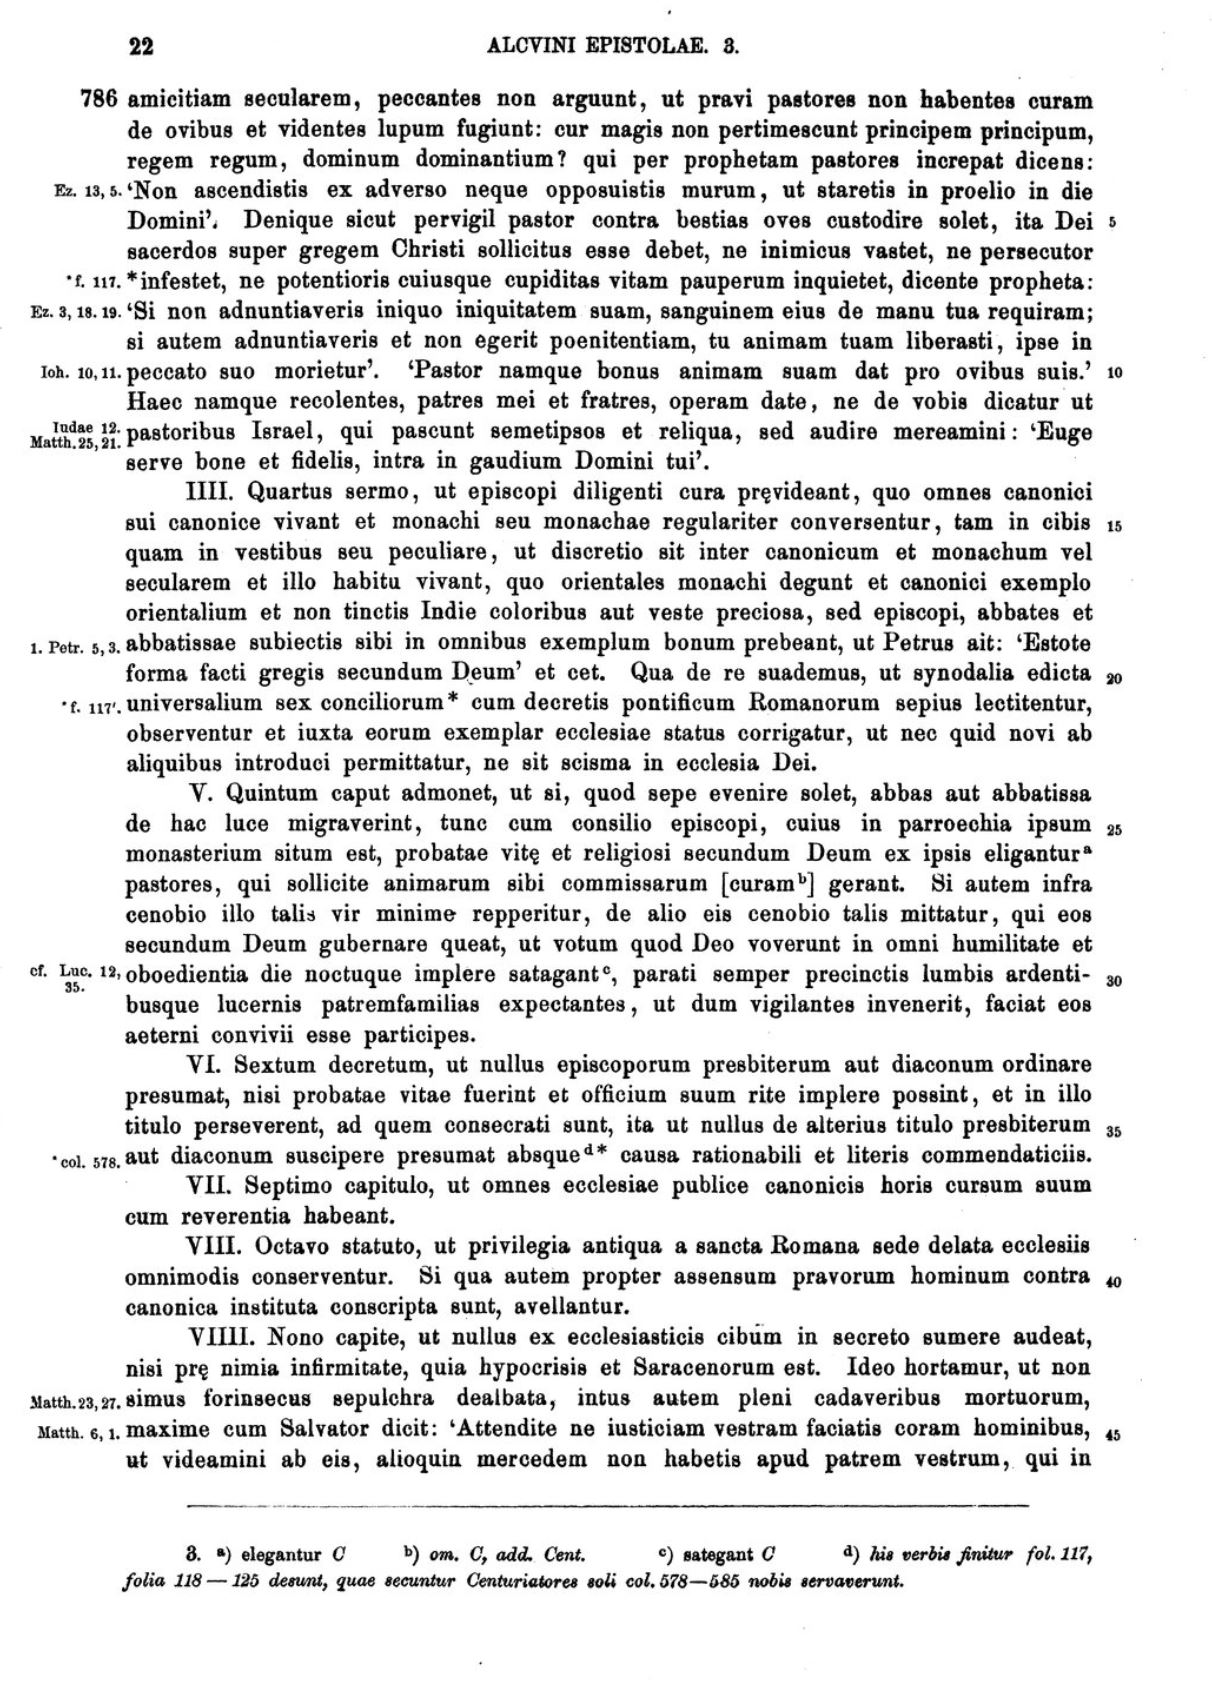 22 ALCVINI EPISTOLAE. 3.
786 amicitiam secularem, peccantes non arguunt, ut pravi pastores non habentes curam
de ovibus et videntes lupum fugiunt: cur magis non pertimescunt principem principum,
regem regum, dominum dominantium? qui per prophetam pastores increpat dicens:
Ez. 13, 5. ‘Non ascendistis ex adverso neque opposuistis murum, ut staretis in proelio in die
Domini’. Denique sicut pervigil pastor contra bestias oves custodire solet, ita Dei 5
sacerdos super gregem Christi sollicitus esse debet, ne inimicus vastet, ne persecutor
*f. 117. *infestet, ne potentioris cuiusque cupiditas vitam pauperum inquietet, dicente propheta:
Ez. 3, 18. 19. ‘Si non adnuntiaveris iniquo iniquitatem suam, sanguinem eius de manu tua requiram;
si autem adnuntiaveris et non egerit poenitentiam, tu animam tuam liberasti, ipse in
Ioh. 10, 11. peccato suo morietur’. ‘Pastor namque bonus animam suam dat pro ovibus suis.’ 10
Haec namque recolentes, patres mei et fratres, operam date, ne de vobis dicatur ut
Iudae 12. Matth. 25, 21. pastoribus Israel, qui pascunt semetipsos et reliqua, sed audire mereamini: ‘Euge
serve bone et fidelis, intra in gaudium Domini tui’.
IIII. Quartus sermo, ut episcopi diligenti cura pręvideant, quo omnes canonici
sui canonice vivant et monachi seu monachae regulariter conversentur, tam in cibis 15
quam in vestibus seu peculiare, ut discretio sit inter canonicum et monachum vel
secularem et illo habitu vivant, quo orientales monachi degunt et canonici exemplo
orientalium et non tinctis Indie coloribus aut veste preciosa, sed episcopi, abbates et
1. Petr. 5, 3. abbatissae subiectis sibi in omnibus exemplum bonum prebeant, ut Petrus ait: ‘Estote
forma facti gregis secundum Deum’ et cet. Qua de re suademus, ut synodalia edicta 20
*f. 117'. universalium sex conciliorum* cum decretis pontificum Romanorum sepius lectitentur,
observentur et iuxta eorum exemplar ecclesiae status corrigatur, ut nec quid novi ab
aliquibus introduci permittatur, ne sit scisma in ecclesia Dei.
V. Quintum caput admonet, ut si, quod sepe evenire solet, abbas aut abbatissa
de hac luce migraverint, tunc cum consilio episcopi, cuius in parroechia ipsum 25
monasterium situm est, probatae vitę et religiosi secundum Deum ex ipsis eligantur^a
pastores, qui sollicite animarum sibi commissarum [curam^b] gerant. Si autem infra
cenobio illo talis vir minime repperitur, de alio eis cenobio talis mittatur, qui eos
secundum Deum gubernare queat, ut votum quod Deo voverunt in omni humilitate et
cf. Luc. 12, 35. oboedientia die noctuque implere satagant^c, parati semper precinctis lumbis ardenti- 30
busque lucernis patremfamilias expectantes, ut dum vigilantes invenerit, faciat eos
aeterni convivii esse participes.
VI. Sextum decretum, ut nullus episcoporum presbiterum aut diaconum ordinare
presumat, nisi probatae vitae fuerint et officium suum rite implere possint, et in illo
titulo perseverent, ad quem consecrati sunt, ita ut nullus de alterius titulo presbiterum 35
*col. 578. aut diaconum suscipere presumat absque^d* causa rationabili et literis commendaticiis.
VII. Septimo capitulo, ut omnes ecclesiae publice canonicis horis cursum suum
cum reverentia habeant.
VIII. Octavo statuto, ut privilegia antiqua a sancta Romana sede delata ecclesiis
omnimodis conserventur. Si qua autem propter assensum pravorum hominum contra 40
canonica instituta conscripta sunt, avellantur.
VIIII. Nono capite, ut nullus ex ecclesiasticis cibum in secreto sumere audeat,
nisi prę nimia infirmitate, quia hypocrisis et Saracenorum est. Ideo hortamur, ut non
Matth. 23, 27. simus forinsecus sepulchra dealbata, intus autem pleni cadaveribus mortuorum,
Matth. 6, 1. maxime cum Salvator dicit: ‘Attendite ne iusticiam vestram faciatis coram hominibus, 45
ut videamini ab eis, alioquin mercedem non habetis apud patrem vestrum, qui in
3. a) elegantur C b) om. C, add. Cent. c) sategant C d) his verbis finitur fol. 117,
folia 118—125 desunt, quae secuntur Centuriatores soli col. 578—585 nobis servaverunt.